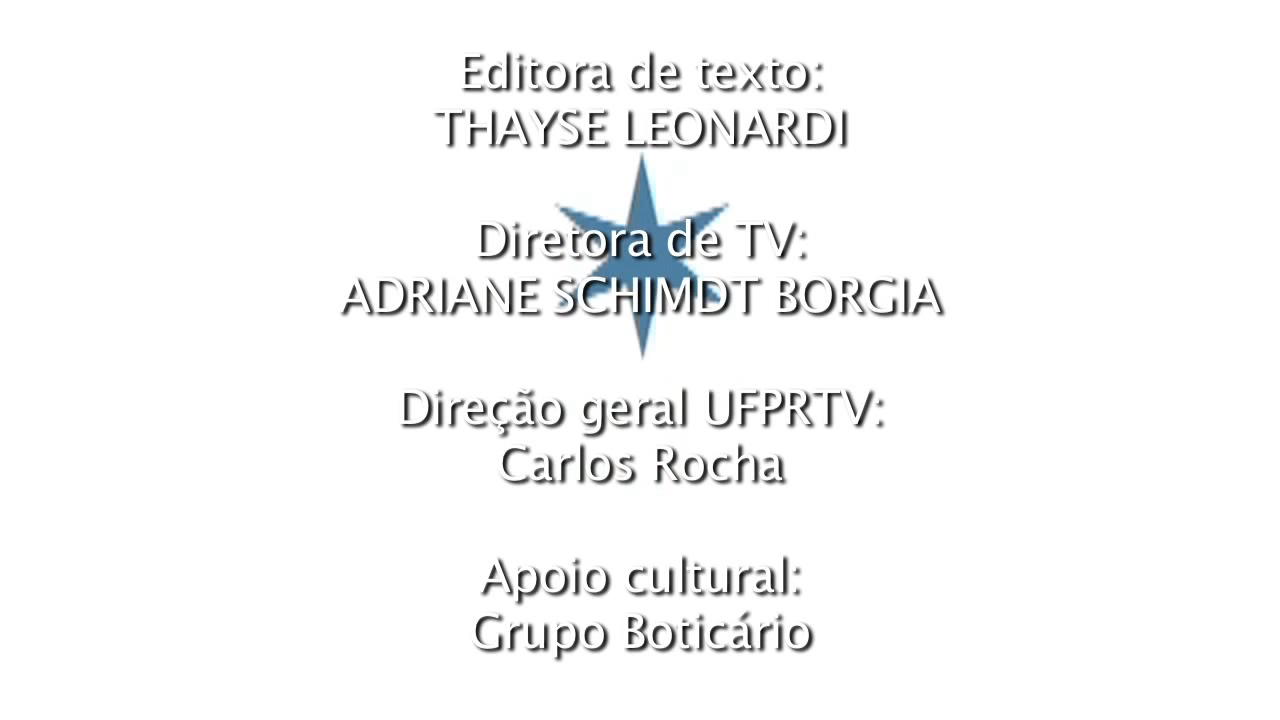 Editora de texto:
THAYSE LEONARDI
Diretora de TV:
ADRIANE SCHIMDT BORGIA
Direção geral UFPRTV:
Carlos Rocha
Apoio cultural:
Grupo Boticário